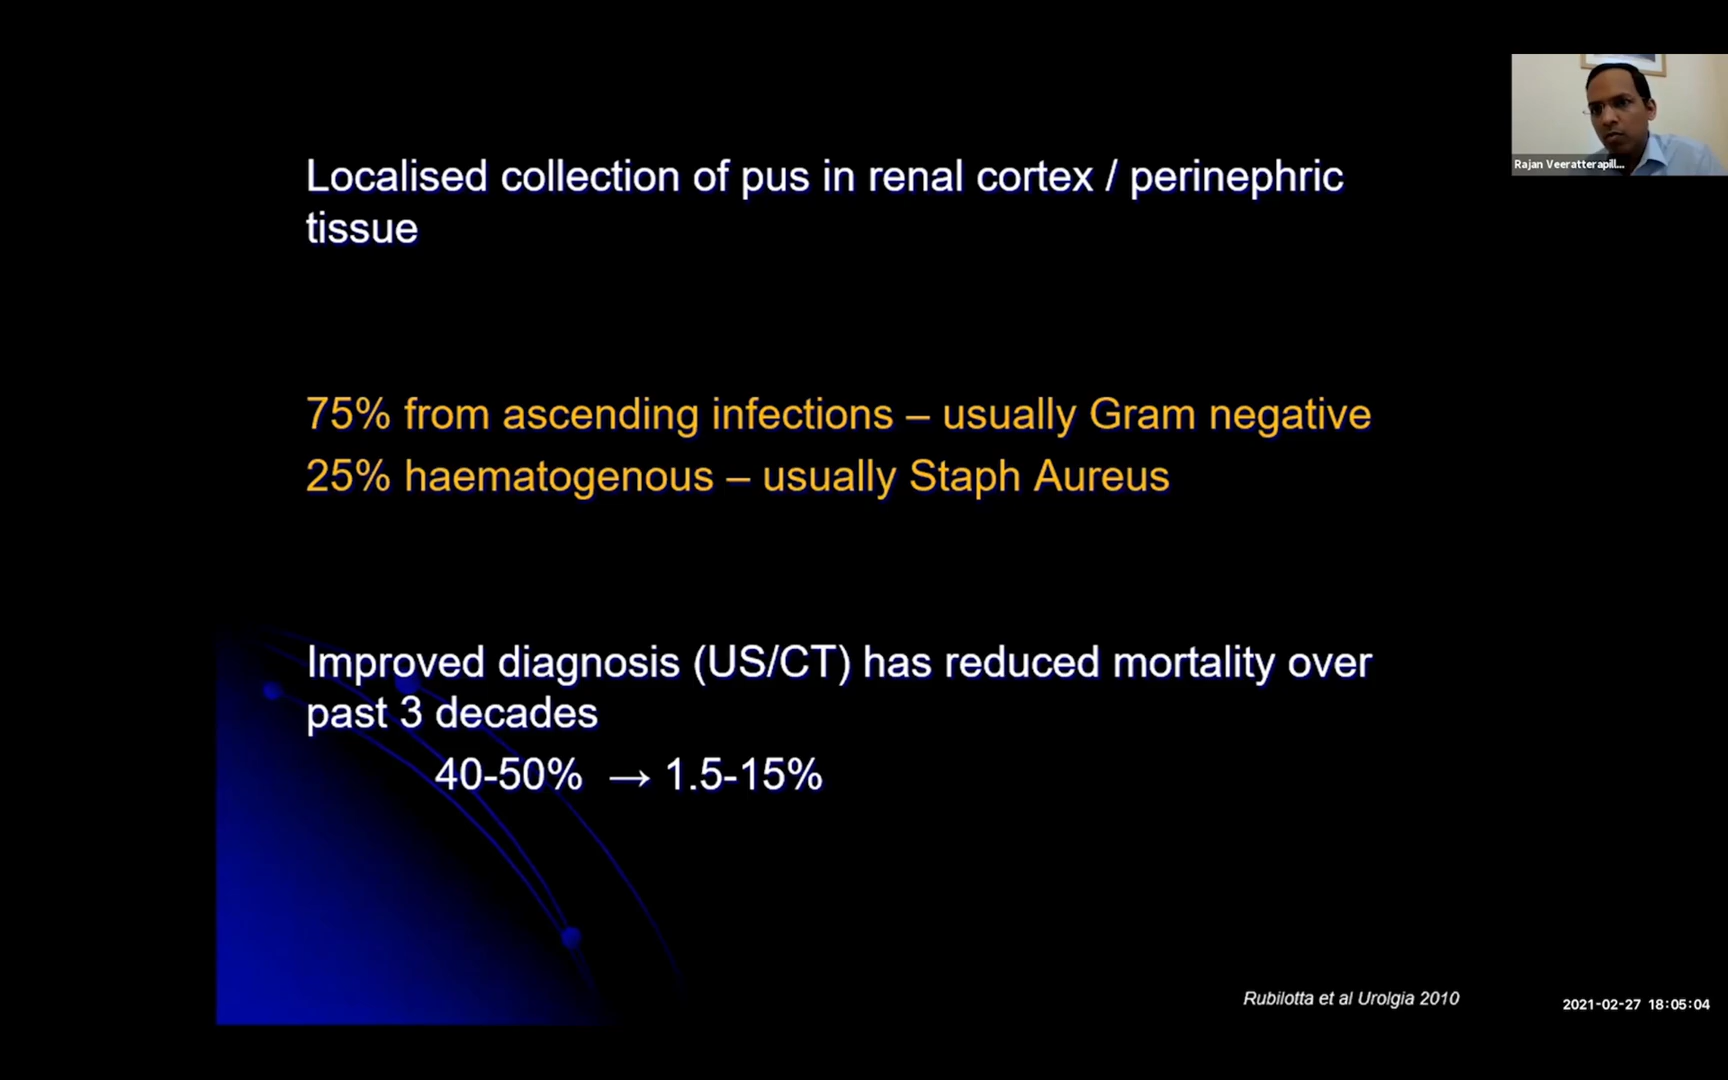 Localised collection of pus in renal cortex / perinephric
tissue
75% from ascending infections – usually Gram negative
25% haematogenous – usually Staph Aureus
Improved diagnosis (US/CT) has reduced mortality over
past 3 decades
40-50% → 1.5-15%
Rubilotta et al Urolgia 2010
Rajan Veeratterapill...
2021-02-27 18:05:04